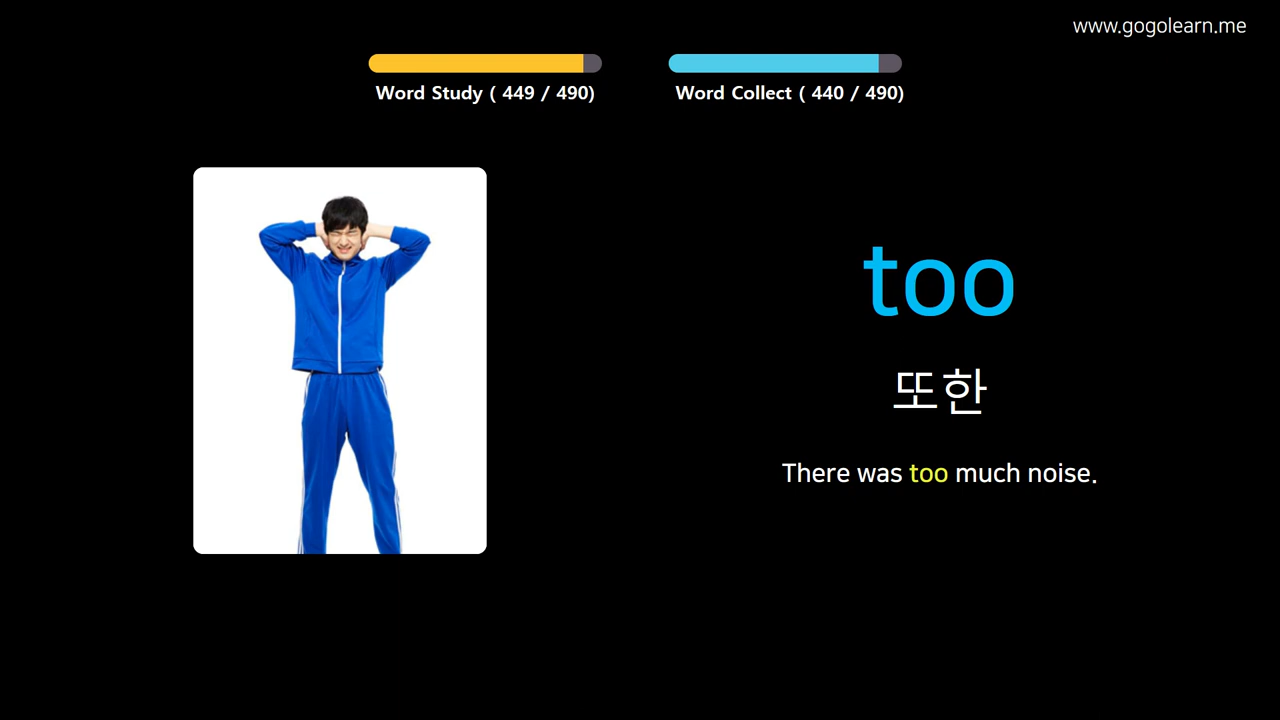 www.gogolearn.me
Word Study ( 449 / 490)
Word Collect ( 440 / 490)
too
또한
There was too much noise.